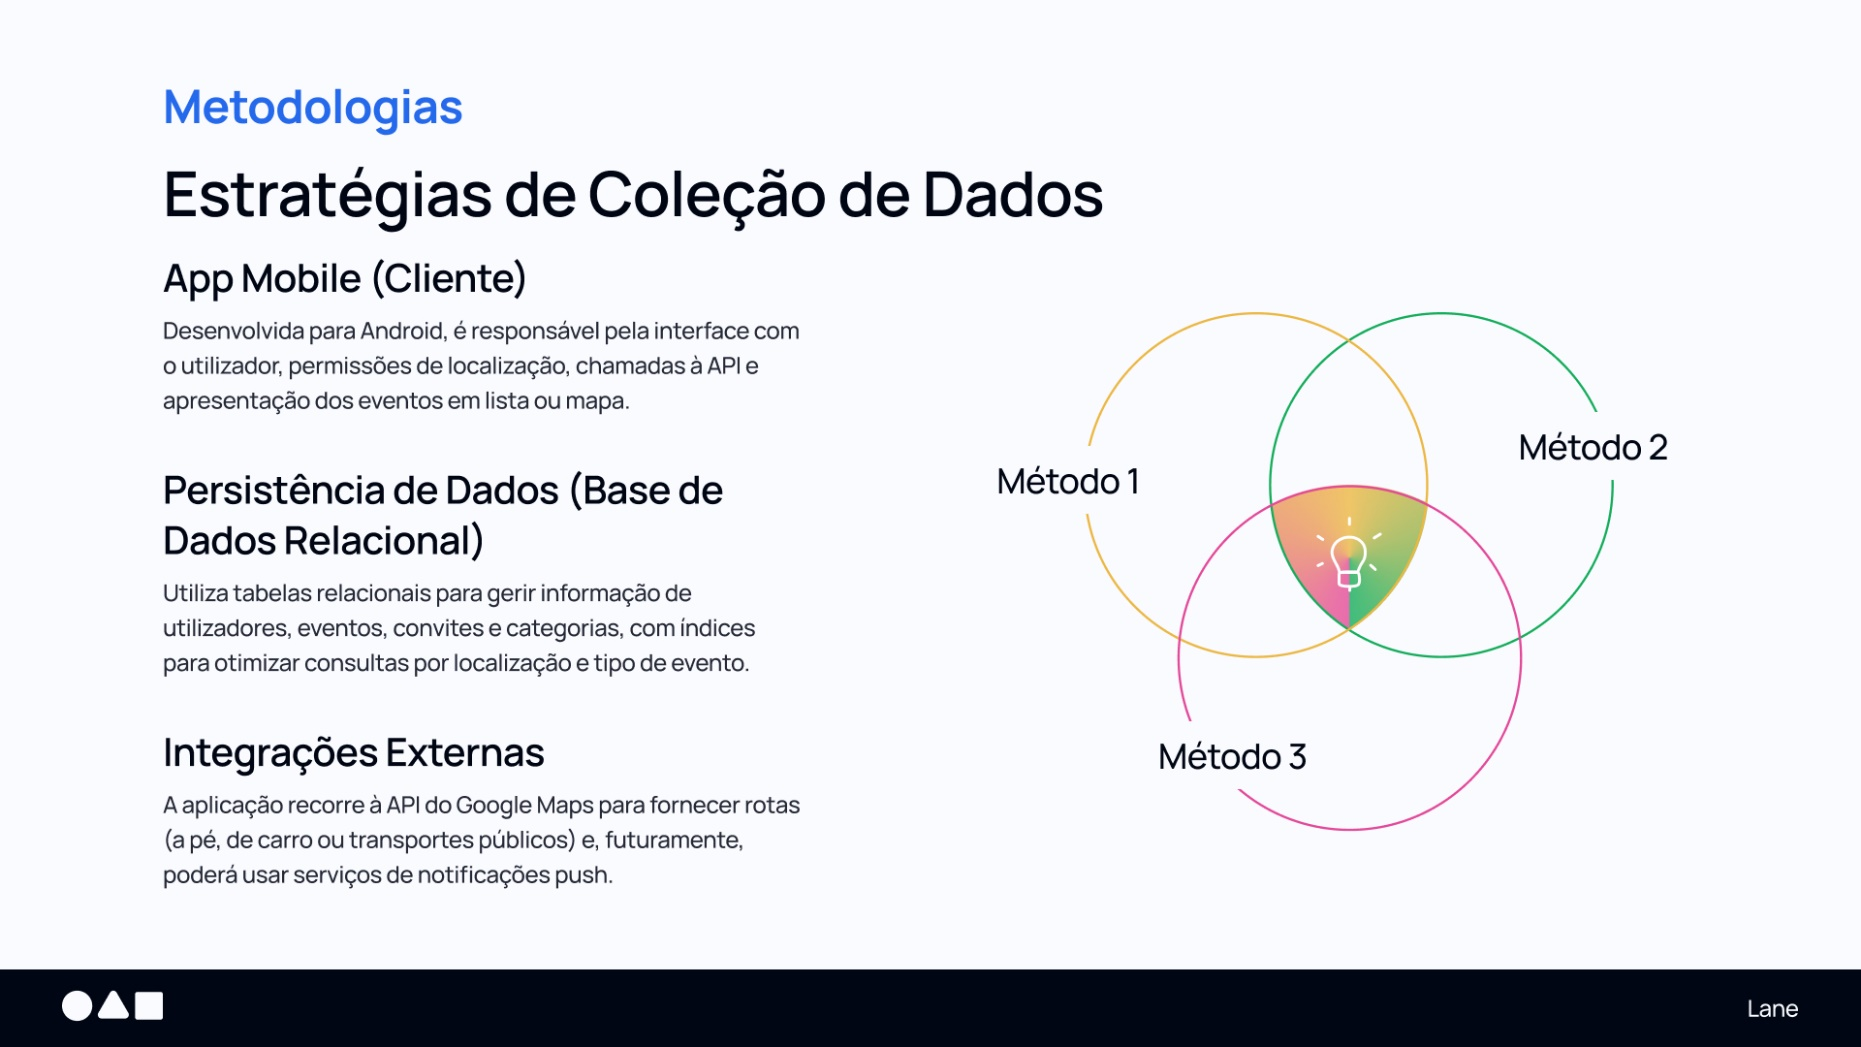 Metodologias
Estratégias de Coleção de Dados
App Mobile (Cliente)
Desenvolvida para Android, é responsável pela interface com
o utilizador, permissões de localização, chamadas à API e
apresentação dos eventos em lista ou mapa.
Persistência de Dados (Base de
Dados Relacional)
Utiliza tabelas relacionais para gerir informação de
utilizadores, eventos, convites e categorias, com índices
para otimizar consultas por localização e tipo de evento.
Integrações Externas
A aplicação recorre à API do Google Maps para fornecer rotas
(a pé, de carro ou transportes públicos) e, futuramente,
poderá usar serviços de notificações push.
Método 1
Método 2
Método 3
Lane